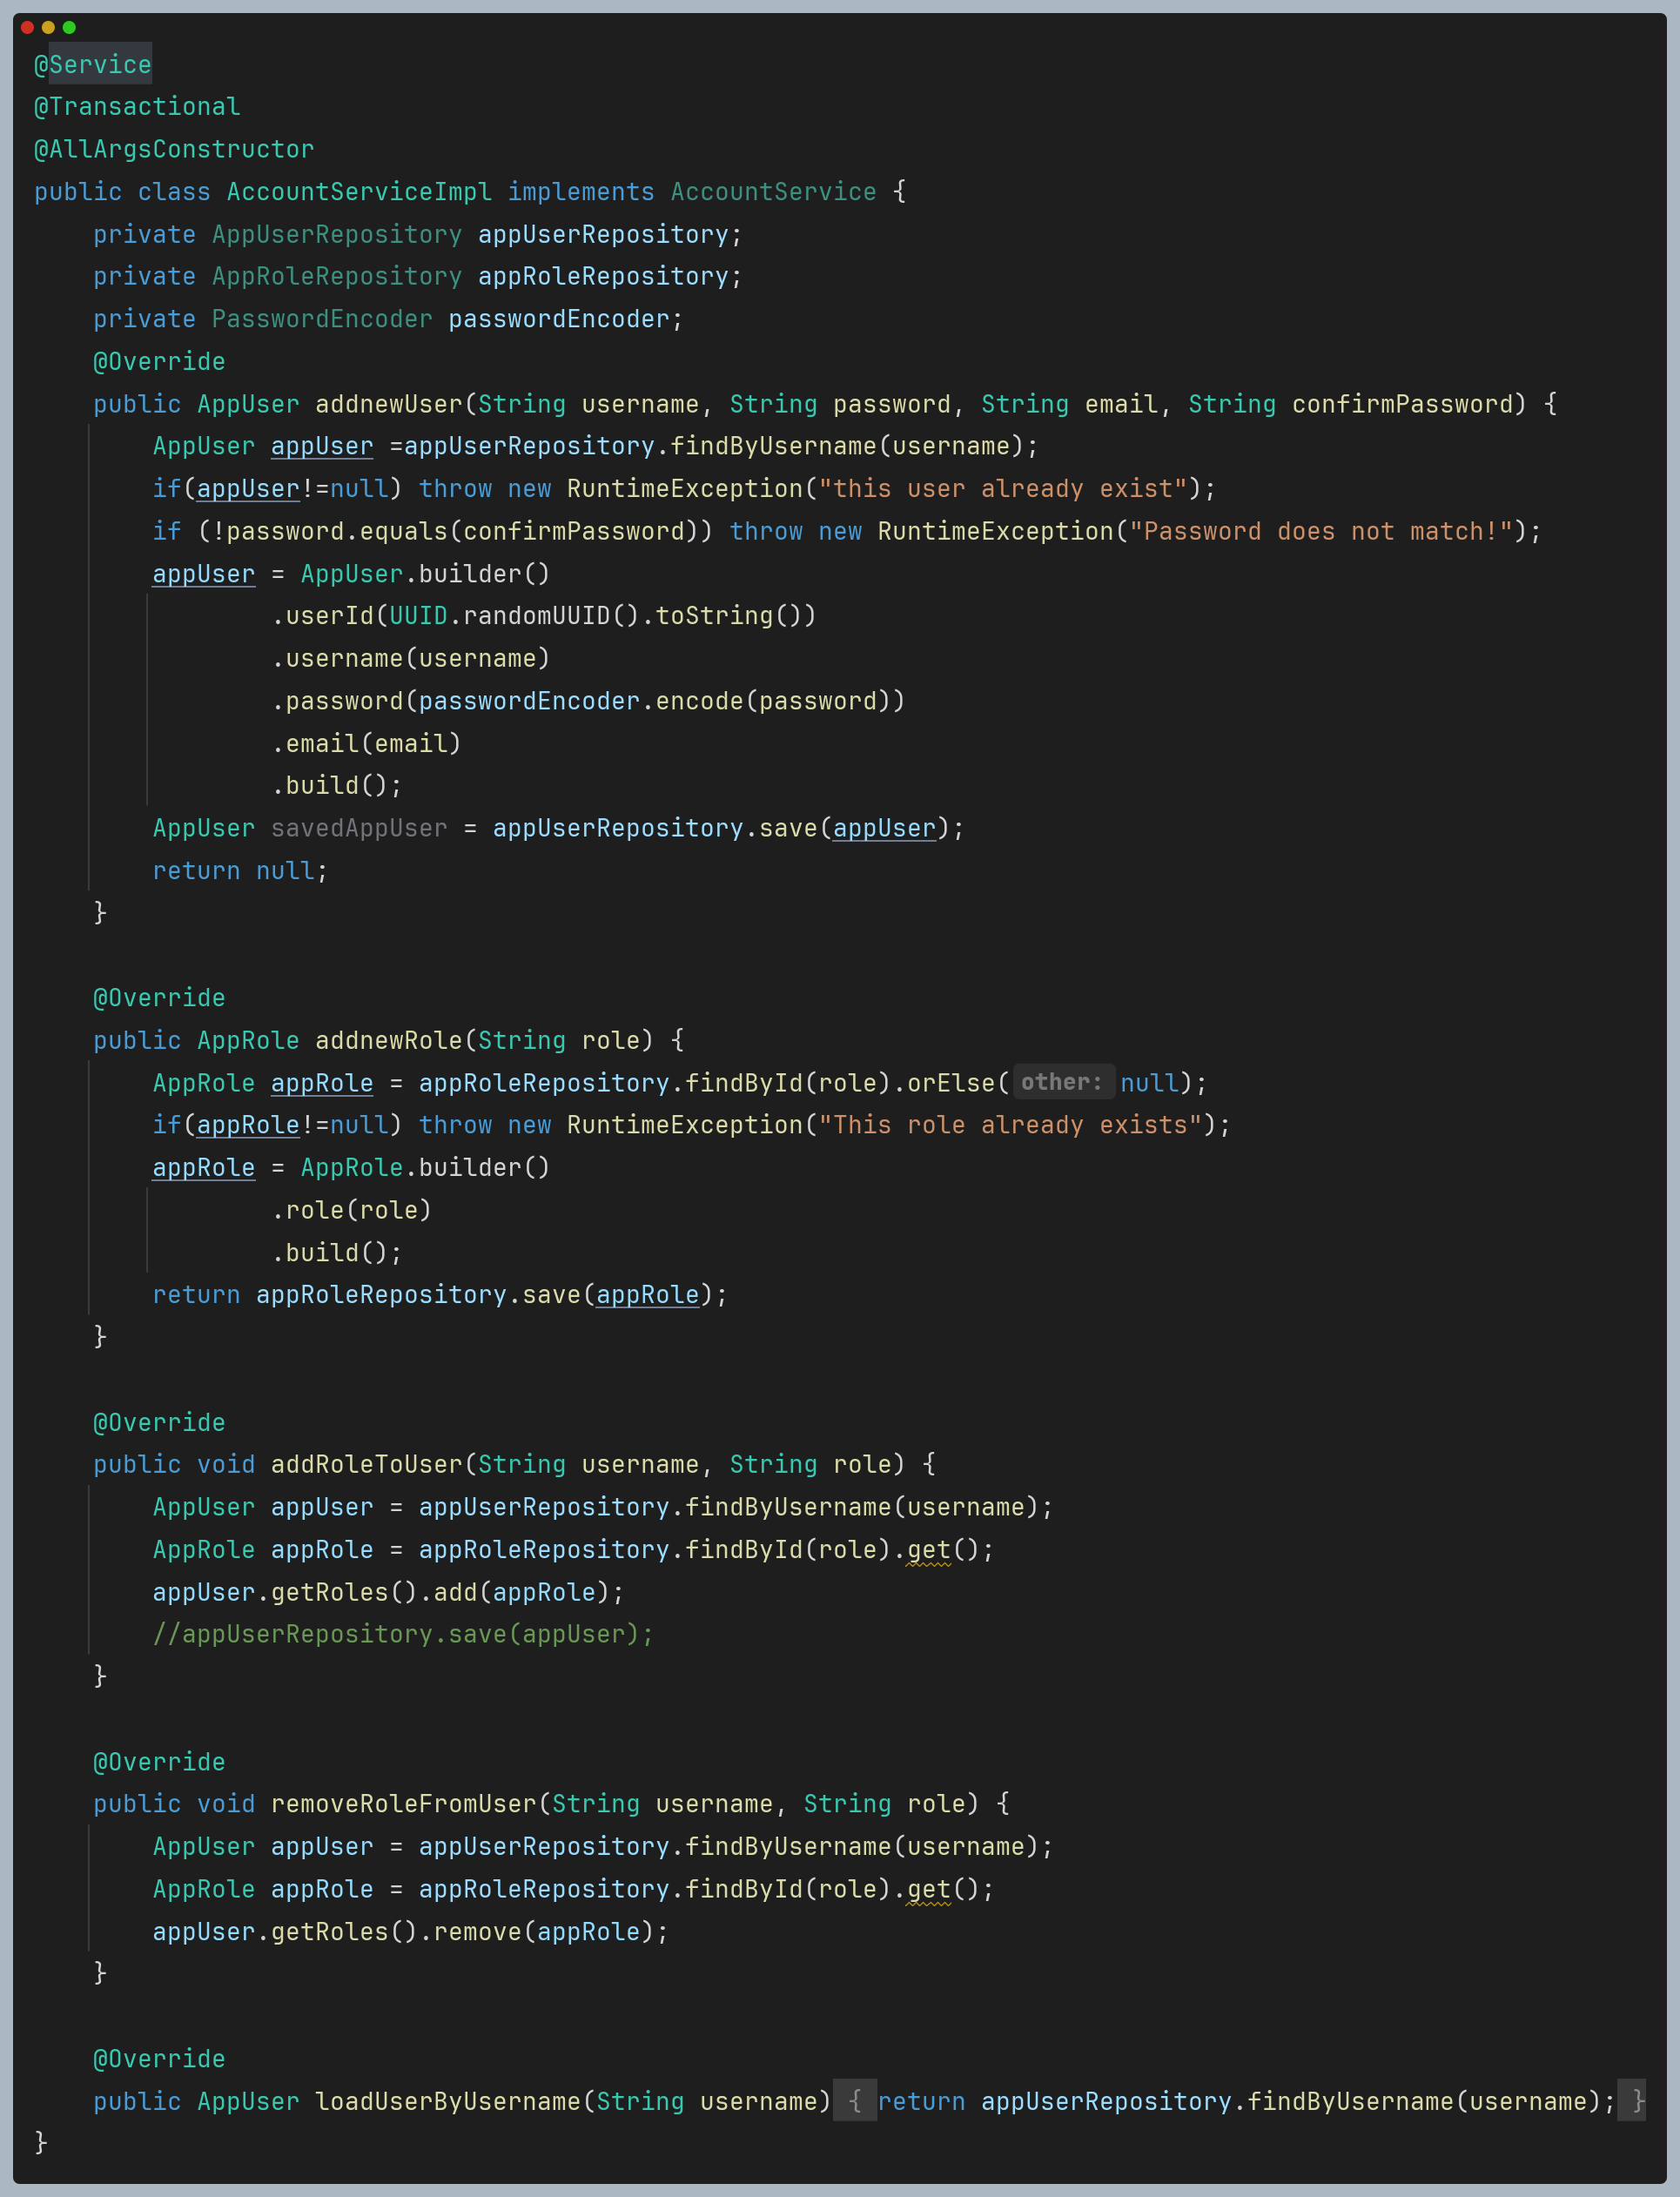 @Service
@Transactional
@AllArgsConstructor
public class AccountServiceImpl implements AccountService {
    private AppUserRepository appUserRepository;
    private AppRoleRepository appRoleRepository;
    private PasswordEncoder passwordEncoder;
    @Override
    public AppUser addnewUser(String username, String password, String email, String confirmPassword) {
        AppUser appUser =appUserRepository.findByUsername(username);
        if(appUser!=null) throw new RuntimeException("this user already exist");
        if (!password.equals(confirmPassword)) throw new RuntimeException("Password does not match!");
        appUser = AppUser.builder()
                .userId(UUID.randomUUID().toString())
                .username(username)
                .password(passwordEncoder.encode(password))
                .email(email)
                .build();
        AppUser savedAppUser = appUserRepository.save(appUser);
        return null;
    }

    @Override
    public AppRole addnewRole(String role) {
        AppRole appRole = appRoleRepository.findById(role).orElse( other: null);
        if(appRole!=null) throw new RuntimeException("This role already exists");
        appRole = AppRole.builder()
                .role(role)
                .build();
        return appRoleRepository.save(appRole);
    }

    @Override
    public void addRoleToUser(String username, String role) {
        AppUser appUser = appUserRepository.findByUsername(username);
        AppRole appRole = appRoleRepository.findById(role).get();
        appUser.getRoles().add(appRole);
        //appUserRepository.save(appUser);
    }

    @Override
    public void removeRoleFromUser(String username, String role) {
        AppUser appUser = appUserRepository.findByUsername(username);
        AppRole appRole = appRoleRepository.findById(role).get();
        appUser.getRoles().remove(appRole);
    }

    @Override
    public AppUser loadUserByUsername(String username) { return appUserRepository.findByUsername(username); }
}